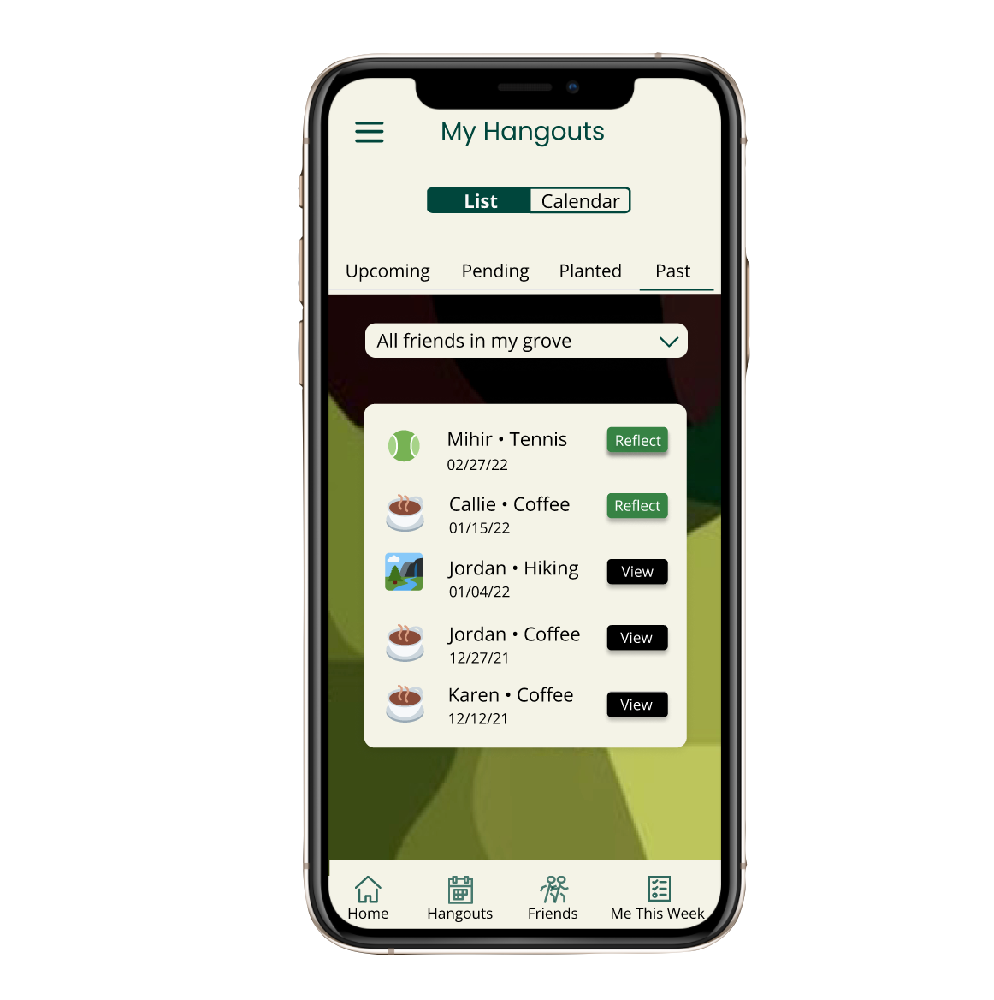 My Hangouts
List Calendar
Upcoming Pending Planted Past
All friends in my grove
Mihir • Tennis Reflect
02/27/22
Callie • Coffee Reflect
01/15/22
Jordan • Hiking View
01/04/22
Jordan • Coffee View
12/27/21
Karen • Coffee View
12/12/21
Home Hangouts Friends Me This Week